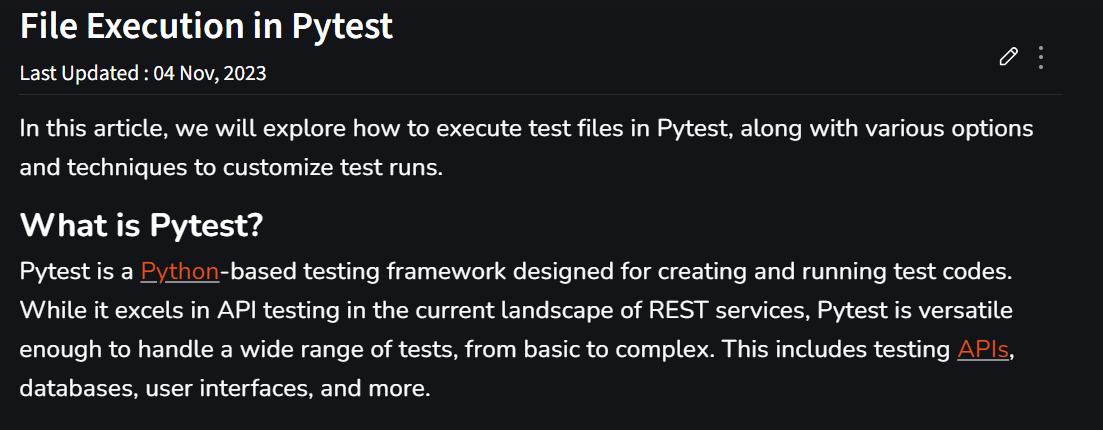 File Execution in Pytest
Last Updated : 04 Nov, 2023
In this article, we will explore how to execute test files in Pytest, along with various options
and techniques to customize test runs.
What is Pytest?
Pytest is a Python-based testing framework designed for creating and running test codes.
While it excels in API testing in the current landscape of REST services, Pytest is versatile
enough to handle a wide range of tests, from basic to complex. This includes testing APIs,
databases, user interfaces, and more.